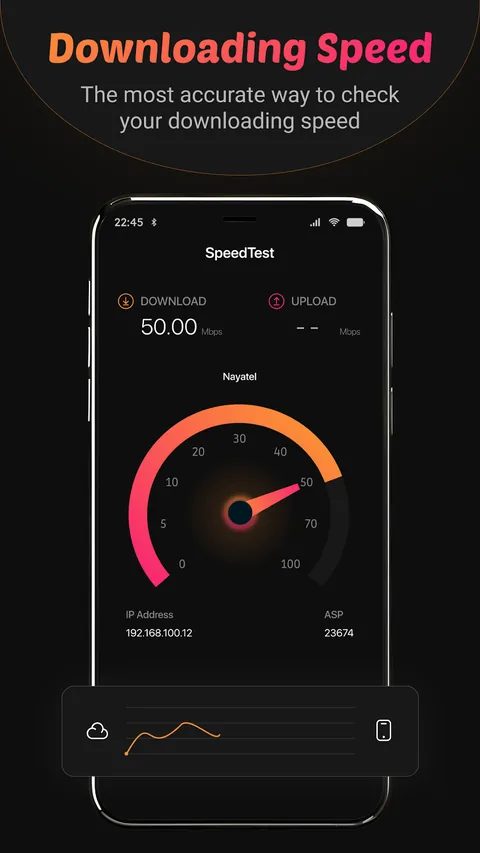 Downloading Speed
The most accurate way to check
your downloading speed
22:45
SpeedTest
DOWNLOAD
UPLOAD
50.00 Mbps
-- Mbps
Nayatel
30
20
40
10
50
5
70
0
100
IP Address
ASP
192.168.100.12
23674